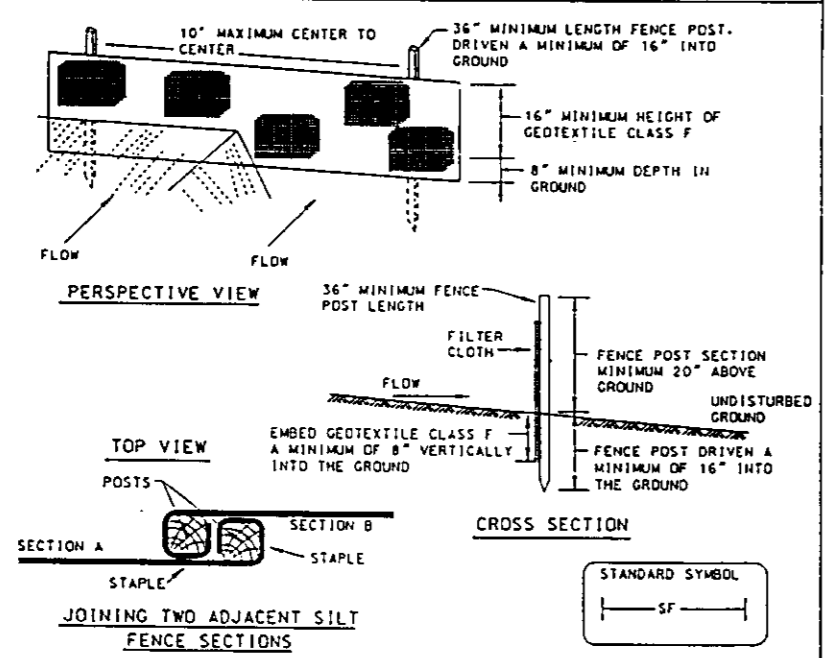 10" MAXIMUM CENTER TO
CENTER
36" MINIMUM LENGTH FENCE POST.
DRIVEN A MINIMUM OF 16" INTO
GROUND
16" MINIMUM HEIGHT OF
GEOTEXTILE CLASS F
8" MINIMUM DEPTH IN
GROUND
FLOW
FLOW
PERSPECTIVE VIEW
36" MINIMUM FENCE
POST LENGTH
FILTER
CLOTH
FENCE POST SECTION
MINIMUM 20" ABOVE
GROUND
FLOW
UNDISTURBED
GROUND
EMBED GEOTEXTILE CLASS F
A MINIMUM OF 8" VERTICALLY
INTO THE GROUND
FENCE POST DRIVEN A
MINIMUM OF 16" INTO
THE GROUND
CROSS SECTION
TOP VIEW
POSTS
SECTION B
SECTION A
STAPLE
STAPLE
JOINING TWO ADJACENT SILT
FENCE SECTIONS
STANDARD SYMBOL
SF